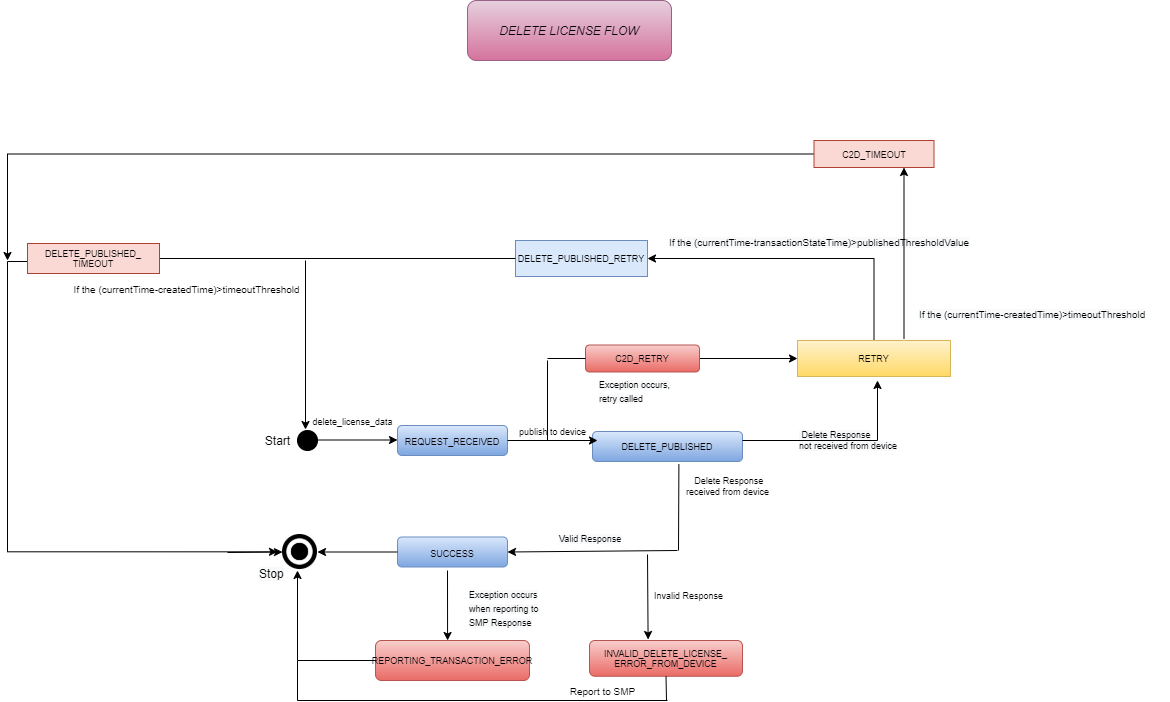 DELETE LICENSE FLOW
C2D_TIMEOUT
If the (currentTime-transactionStateTime)>publishedThresholdValue
DELETE_PUBLISHED_
TIMEOUT
DELETE_PUBLISHED_RETRY
If the (currentTime-createdTime)>timeoutThreshold
If the (currentTime-createdTime)>timeoutThreshold
C2D_RETRY
RETRY
Exception occurs,
retry called
Start
delete_license_data
REQUEST_RECEIVED
publish to device
DELETE_PUBLISHED
Delete Response
not received from device
Delete Response
received from device
Valid Response
SUCCESS
Stop
Exception occurs
when reporting to
SMP Response
Invalid Response
REPORTING_TRANSACTION_ERROR
INVALID_DELETE_LICENSE_
ERROR_FROM_DEVICE
Report to SMP